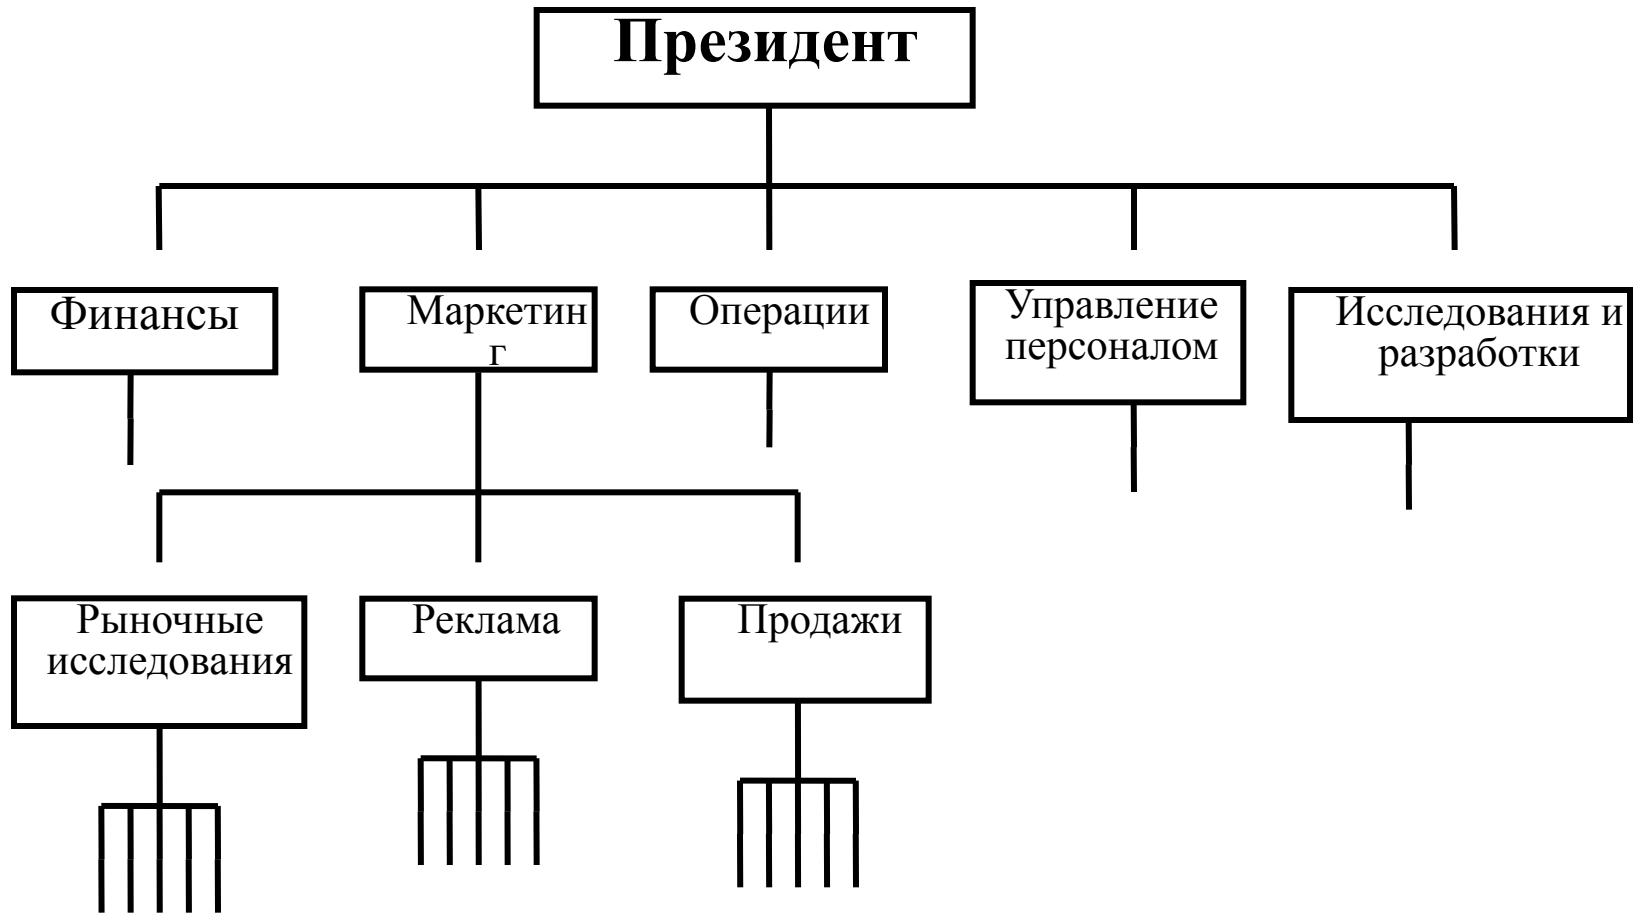 Президент
Финансы
Маркетин
г
Операции
Управление
персоналом
Исследования и
разработки
Рыночные
исследования
Реклама
Продажи